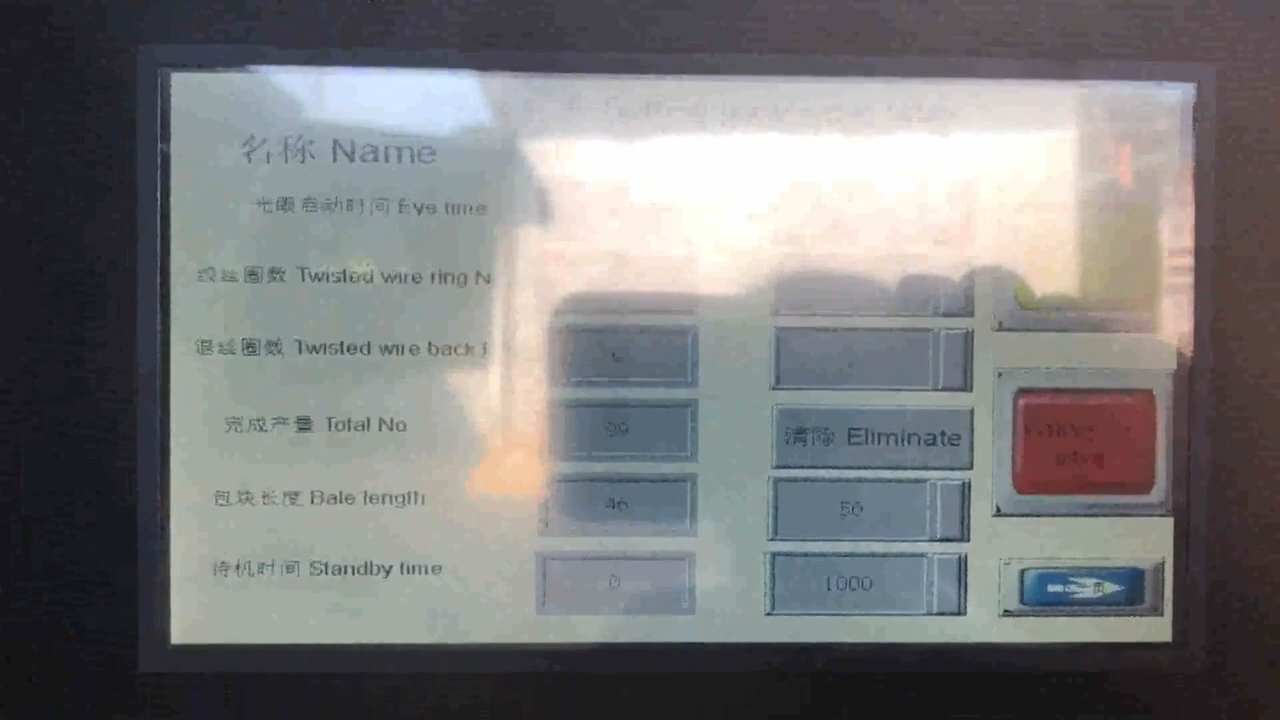 名称 Name
光眼启动时间 Eye time
绞丝圈数 Twisted wire ring N
退丝圈数 Twisted wire back
完成产量 Total No
99
清除 Eliminate
包块长度 Bale length
46
50
待机时间 Standby time
0
1000